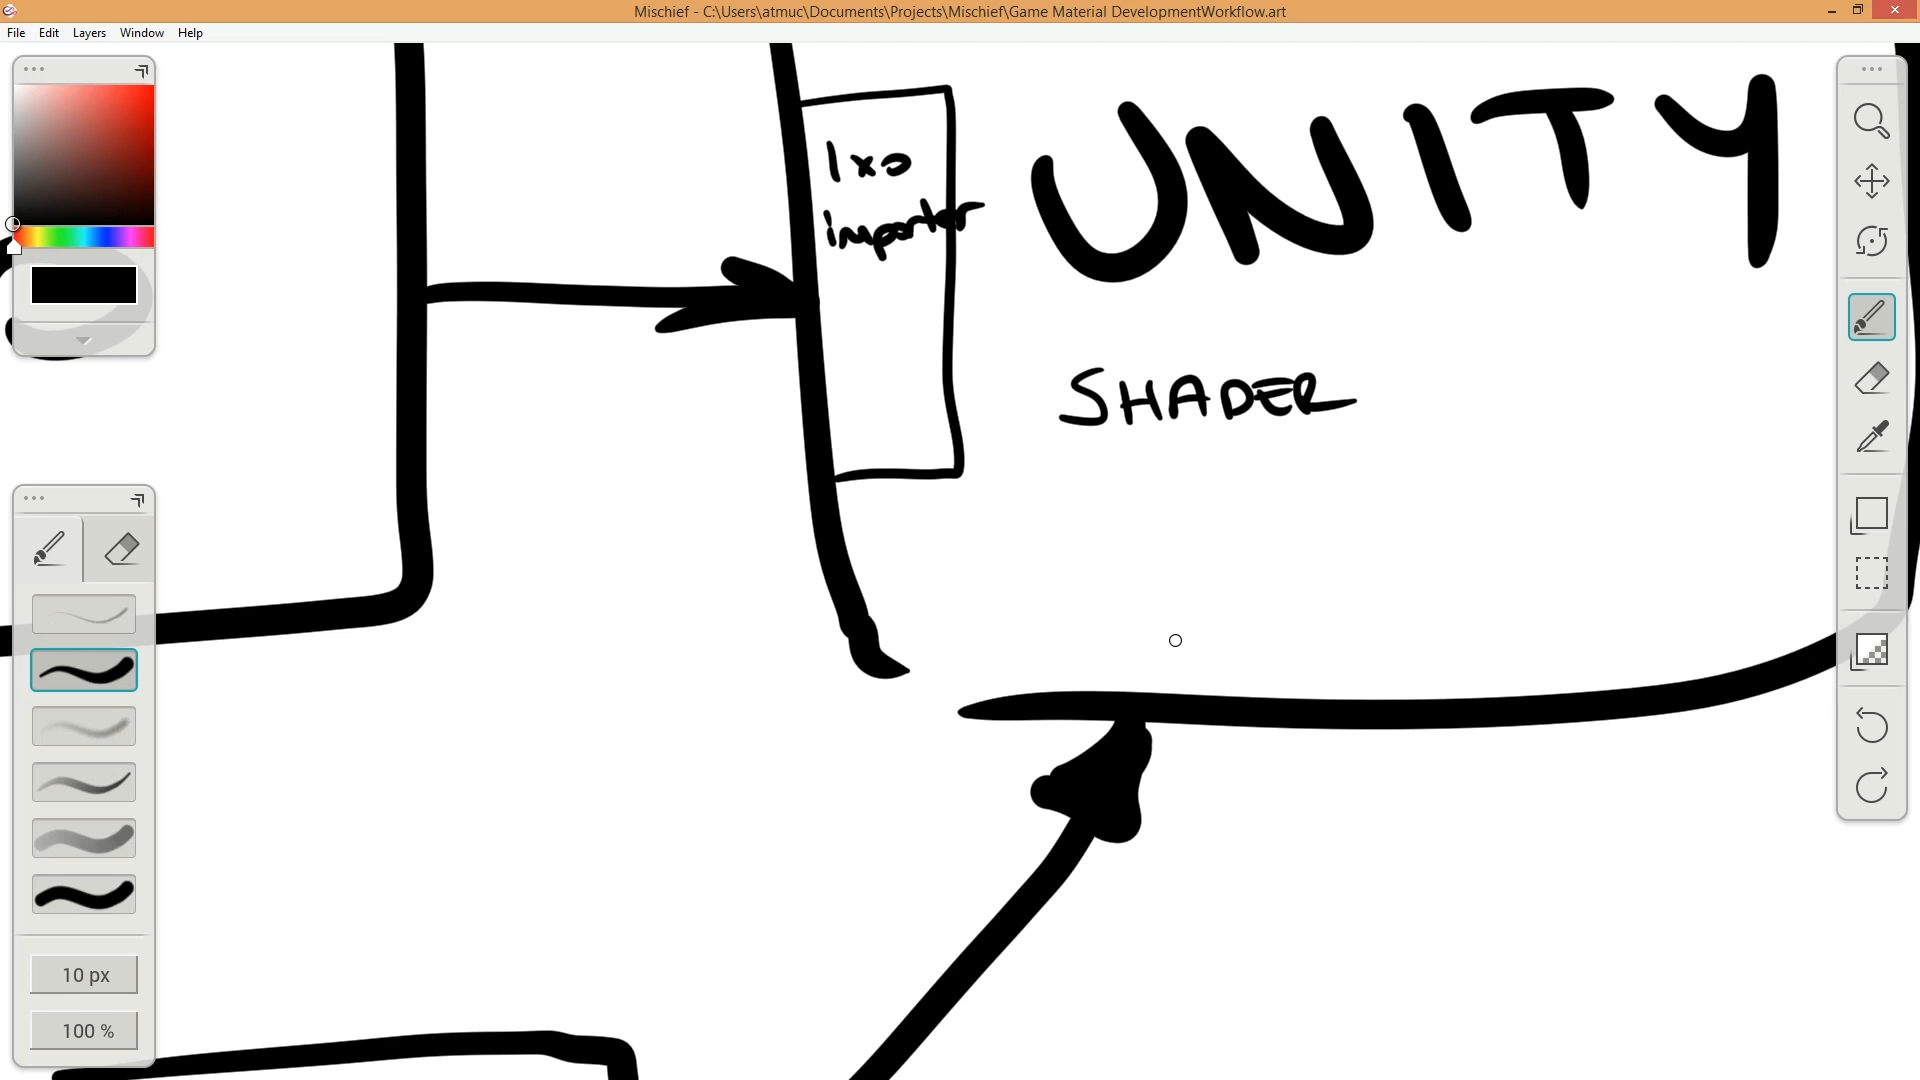 Mischief - C:\Users\atmuc\Documents\Projects\Mischief\Game Material DevelopmentWorkflow.art
File Edit Layers Window Help
lxo
importer
UNITY
SHADER
10 px
100 %